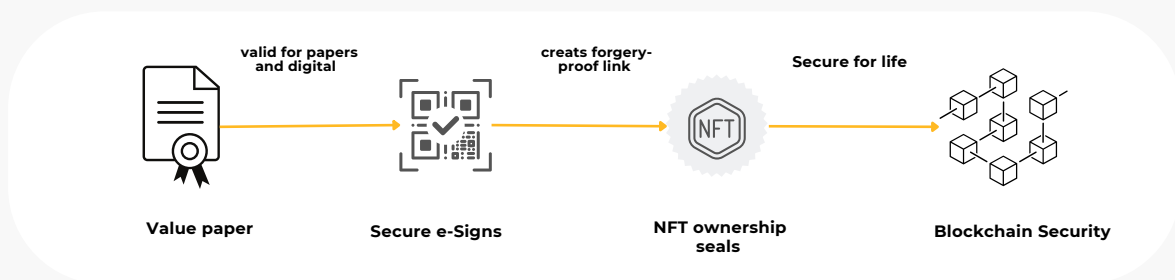 valid for papers
and digital
creats forgery-
proof link
Secure for life
NFT
Value paper
Secure e-Signs
NFT ownership
seals
Blockchain Security